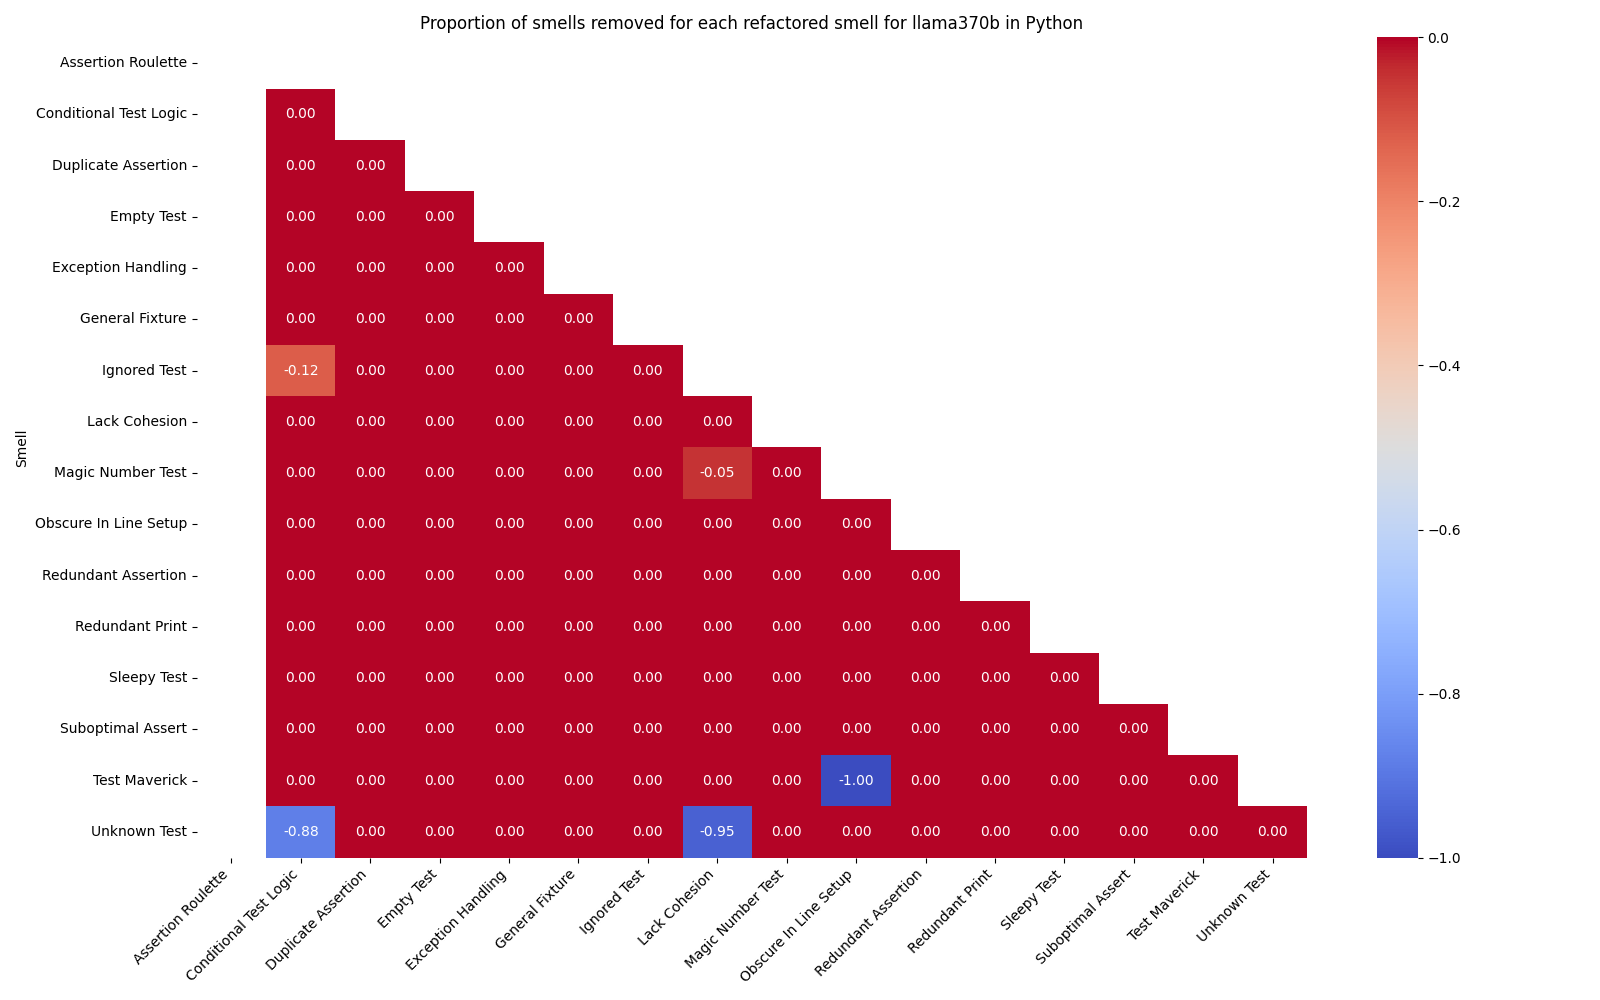 Proportion of smells removed for each refactored smell for llama370b in Python
Smell
Assertion Roulette
Conditional Test Logic 0.00
Duplicate Assertion 0.00 0.00
Empty Test 0.00 0.00 0.00
Exception Handling 0.00 0.00 0.00 0.00
General Fixture 0.00 0.00 0.00 0.00 0.00
Ignored Test -0.12 0.00 0.00 0.00 0.00 0.00
Lack Cohesion 0.00 0.00 0.00 0.00 0.00 0.00 0.00
Magic Number Test 0.00 0.00 0.00 0.00 0.00 0.00 -0.05 0.00
Obscure In Line Setup 0.00 0.00 0.00 0.00 0.00 0.00 0.00 0.00 0.00
Redundant Assertion 0.00 0.00 0.00 0.00 0.00 0.00 0.00 0.00 0.00 0.00
Redundant Print 0.00 0.00 0.00 0.00 0.00 0.00 0.00 0.00 0.00 0.00 0.00
Sleepy Test 0.00 0.00 0.00 0.00 0.00 0.00 0.00 0.00 0.00 0.00 0.00 0.00
Suboptimal Assert 0.00 0.00 0.00 0.00 0.00 0.00 0.00 0.00 0.00 0.00 0.00 0.00 0.00
Test Maverick 0.00 0.00 0.00 0.00 0.00 0.00 0.00 0.00 -1.00 0.00 0.00 0.00 0.00 0.00
Unknown Test -0.88 0.00 0.00 0.00 0.00 0.00 -0.95 0.00 0.00 0.00 0.00 0.00 0.00 0.00 0.00
Assertion Roulette
Conditional Test Logic
Duplicate Assertion
Empty Test
Exception Handling
General Fixture
Ignored Test
Lack Cohesion
Magic Number Test
Obscure In Line Setup
Redundant Assertion
Redundant Print
Sleepy Test
Suboptimal Assert
Test Maverick
Unknown Test
0.0
−0.2
−0.4
−0.6
−0.8
−1.0